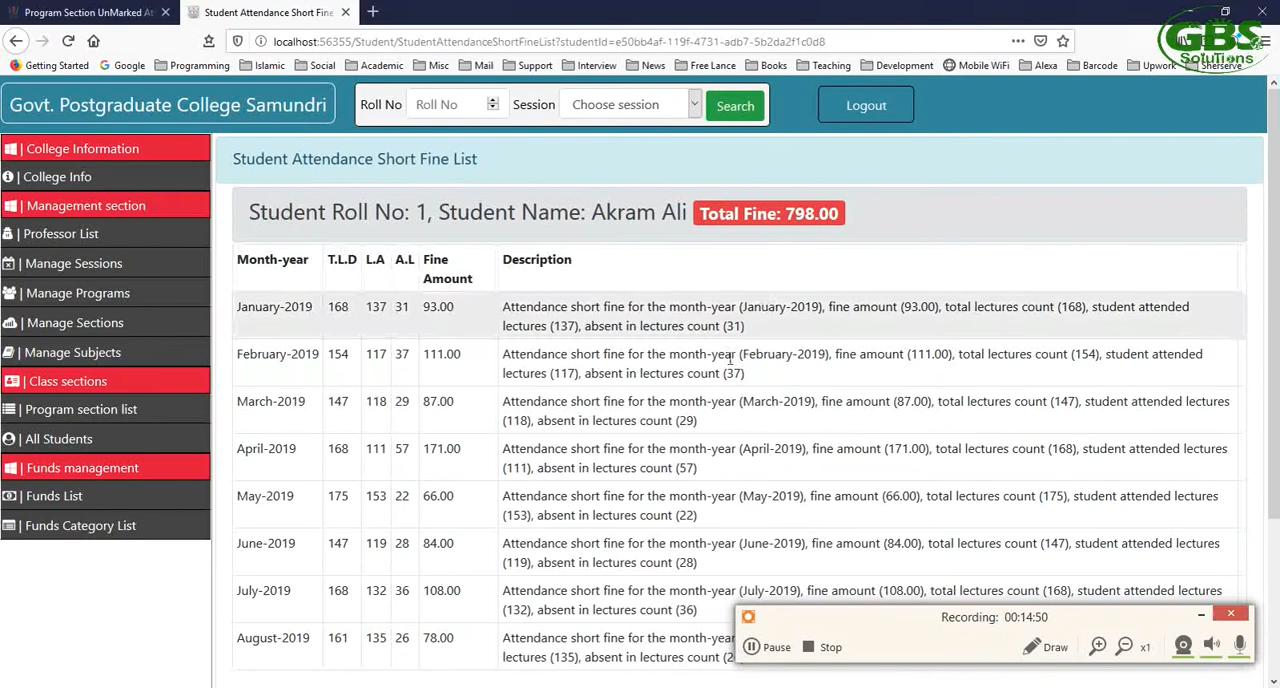 Program Section UnMarked At
Student Attendance Short Fine
localhost:56355/Student/StudentAttendanceShortFineList?studentId=e50bb4af-119f-4731-adb7-5b2da2f1c0d8
Getting Started Google Programming Islamic Social Academic Misc Mail Support Interview News Free Lance Books Teaching Development Mobile WiFi Alexa Barcode Upwork Sherserve
GBS
SoluTions
Govt. Postgraduate College Samundri
Roll No Roll No Session Choose session Search
Logout
College Information
College Info
Management section
Professor List
Manage Sessions
Manage Programs
Manage Sections
Manage Subjects
Class sections
Program section list
All Students
Funds management
Funds List
Funds Category List
Student Attendance Short Fine List
Student Roll No: 1, Student Name: Akram Ali Total Fine: 798.00
Month-year T.L.D L.A A.L Fine Amount Description
January-2019 168 137 31 93.00 Attendance short fine for the month-year (January-2019), fine amount (93.00), total lectures count (168), student attended
lectures (137), absent in lectures count (31)
February-2019 154 117 37 111.00 Attendance short fine for the month-year (February-2019), fine amount (111.00), total lectures count (154), student attended
lectures (117), absent in lectures count (37)
March-2019 147 118 29 87.00 Attendance short fine for the month-year (March-2019), fine amount (87.00), total lectures count (147), student attended lectures
(118), absent in lectures count (29)
April-2019 168 111 57 171.00 Attendance short fine for the month-year (April-2019), fine amount (171.00), total lectures count (168), student attended lectures
(111), absent in lectures count (57)
May-2019 175 153 22 66.00 Attendance short fine for the month-year (May-2019), fine amount (66.00), total lectures count (175), student attended lectures
(153), absent in lectures count (22)
June-2019 147 119 28 84.00 Attendance short fine for the month-year (June-2019), fine amount (84.00), total lectures count (147), student attended lectures
(119), absent in lectures count (28)
July-2019 168 132 36 108.00 Attendance short fine for the month-year (July-2019), fine amount (108.00), total lectures count (168), student attended lectures
(132), absent in lectures count (36)
August-2019 161 135 26 78.00 Attendance short fine for the month-year
lectures (135), absent in lectures count
Recording: 00:14:50
Pause Stop Draw x1